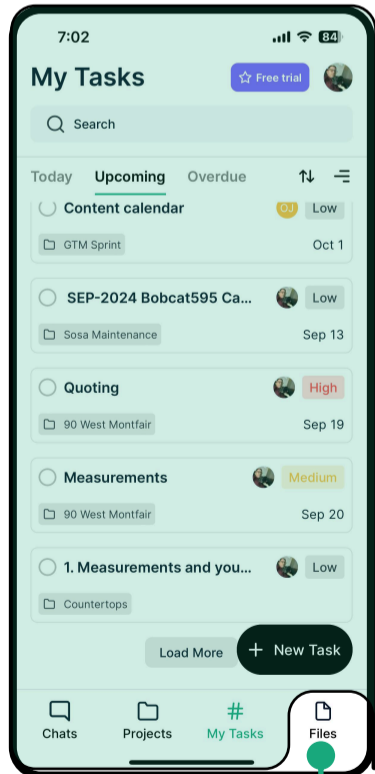 7:02
84
My Tasks
Free trial
Search
Today Upcoming Overdue
Content calendar OJ Low
GTM Sprint Oct 1
SEP-2024 Bobcat595 Ca... Low
Sosa Maintenance Sep 13
Quoting High
90 West Montfair Sep 19
Measurements Medium
90 West Montfair Sep 20
1. Measurements and you... Low
Countertops
Load More + New Task
Chats Projects My Tasks Files